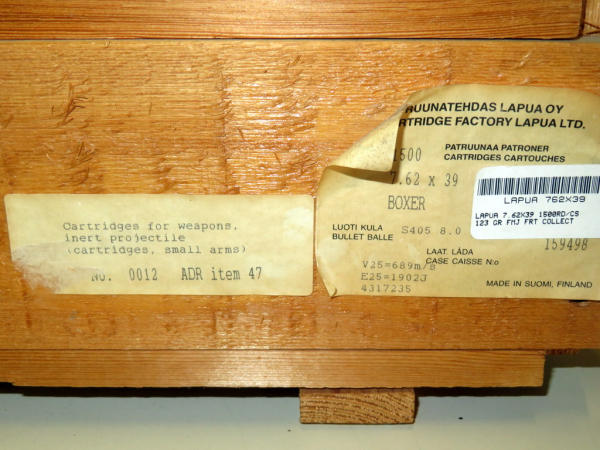 Cartridges for weapons,
inert projectile
(cartridges, small arms)
No. 0012 ADR item 47
RUUNATEHDAS LAPUA OY
RTRIDGE FACTORY LAPUA LTD.
1500 PATRUUNAA PATRONER
CARTRIDGES CARTOUCHES
7.62 x 39
BOXER
LUOTI KULA
BULLET BALLE S405 8.0
LAAT LÅDA
CASE CAISSE N:o 159498
V25=689m/s
E25=1902J
4317235
MADE IN SUOMI, FINLAND
LAPUA 762X39
LAPUA 7.62X39 1500RD/CS
123 GR FMJ FRT COLLECT